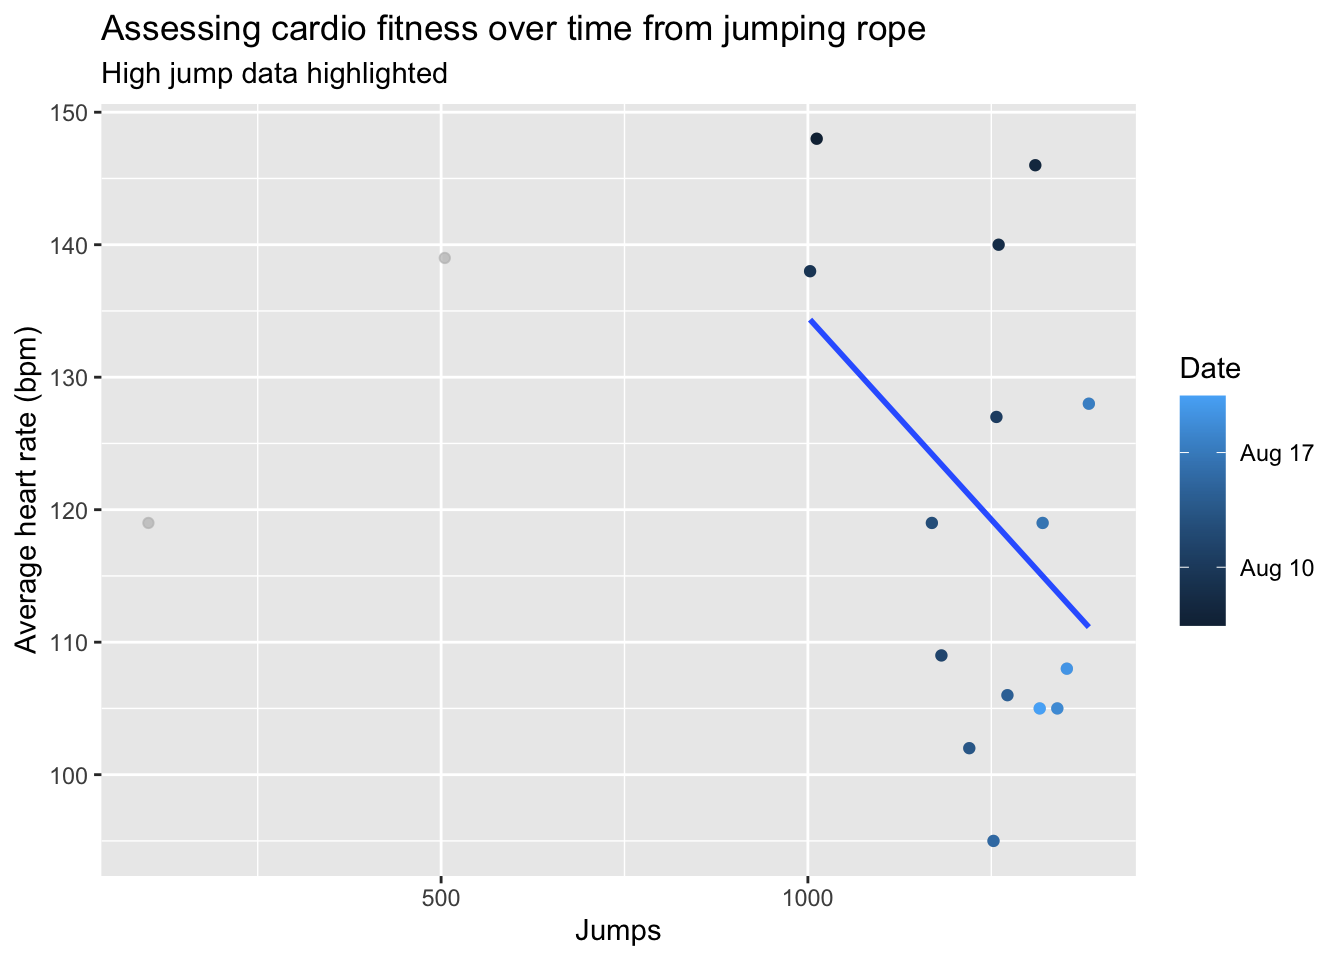 Assessing cardio fitness over time from jumping rope
High jump data highlighted
150
140
130
120
110
100
Average heart rate (bpm)
500
1000
Jumps
Date
Aug 17
Aug 10